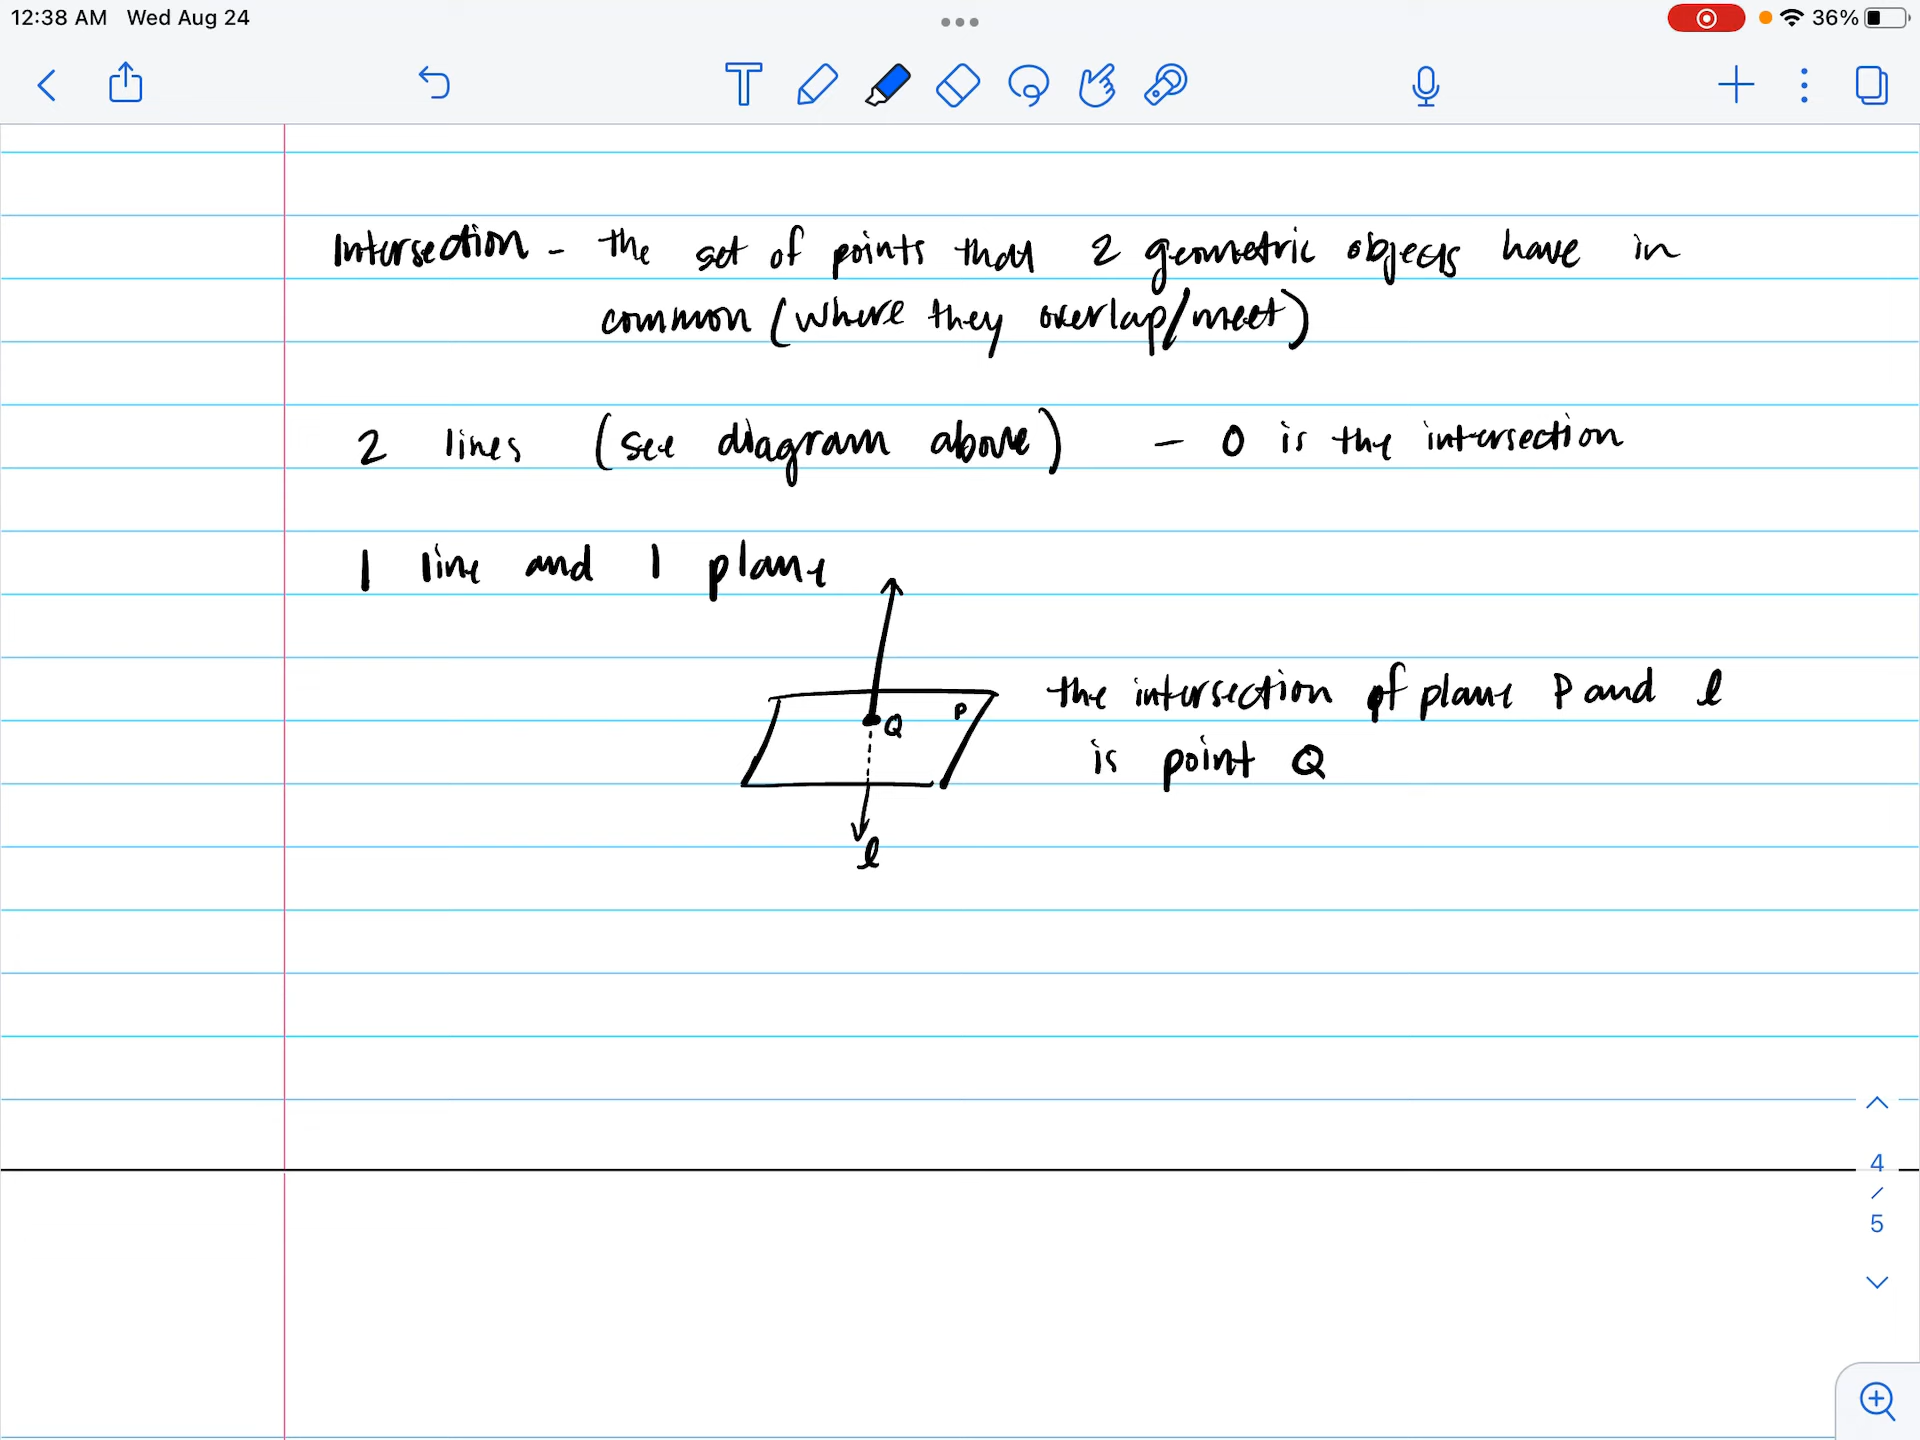 12:38 AM Wed Aug 24
36%
T
Intersection - the set of points that 2 geometric objects have in
common (where they overlap/meet)
2 lines (see diagram above) - O is the intersection
1 line and 1 plane
Q
P
l
the intersection of plane P and l
is point Q
4
/
5